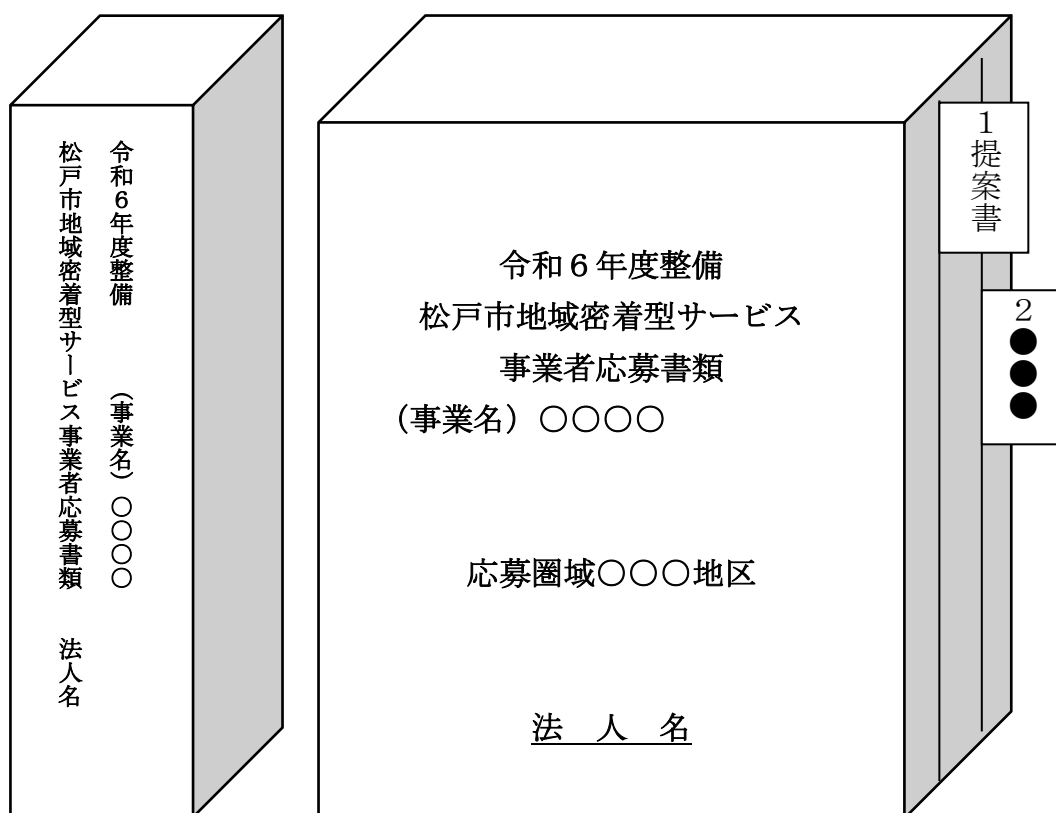 令和６年度整備　　　（事業名）○○○○
松戸市地域密着型サービス事業者応募書類　　法人名
令和６年度整備
松戸市地域密着型サービス
事業者応募書類
（事業名）○○○○
応募圏域○○○地区
法　人　名
１提案書
２●●●